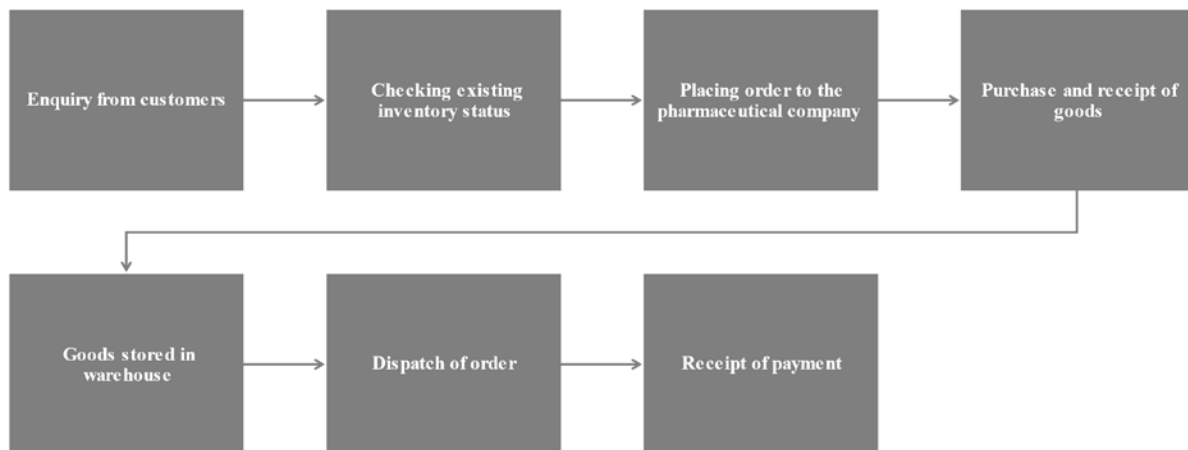 Enquiry from customers
Checking existing
inventory status
Placing order to the
pharmaceutical company
Purchase and receipt of
goods
Goods stored in
warehouse
Dispatch of order
Receipt of payment